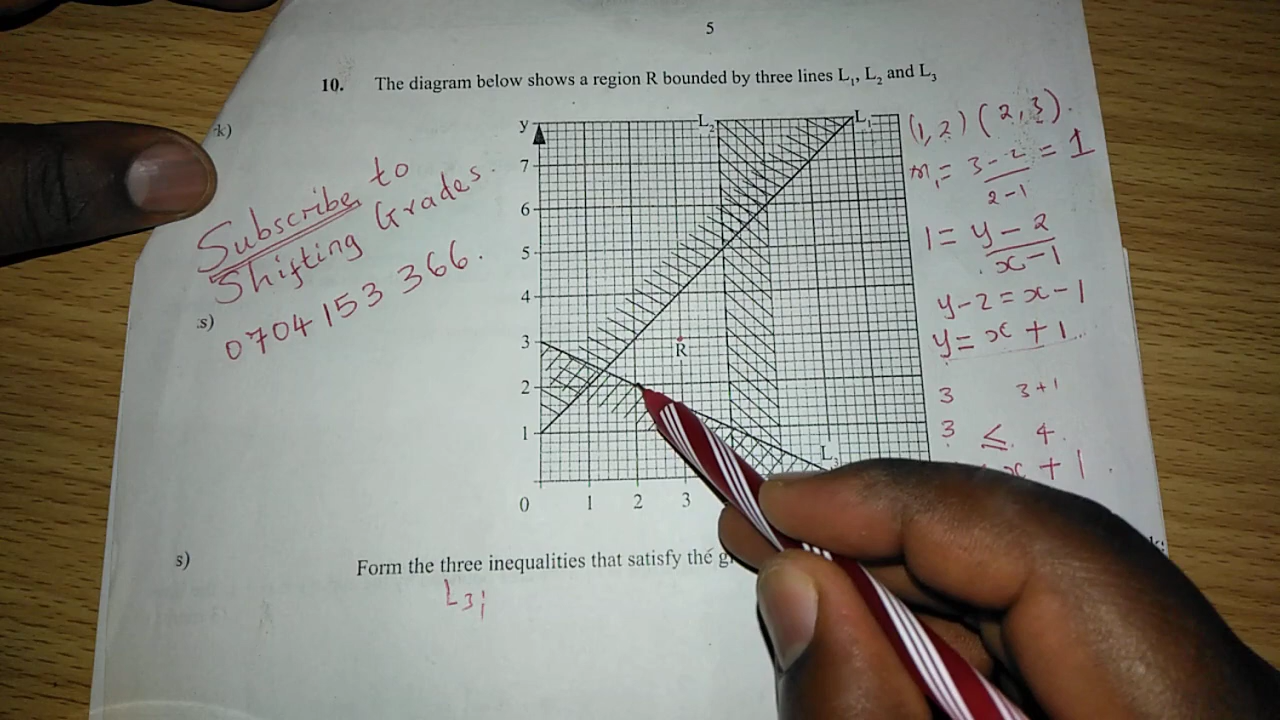 5
10. The diagram below shows a region R bounded by three lines L₁, L₂ and L₃
k)
Subscribe to
Shifting Grades.
0704 153 366.
s)
y
7
6
5
4
3
2
1
0 1 2 3
L₂
L₁
R
L₃
(1,2) (2,3).
m₁ = 3-2 / 2-1 = 1
1 = y-2 / x-1
y-2 = x-1
y = x + 1
3 3+1
3 ≤ 4
x + 1
s)
Form the three inequalities that satisfy the
L₃;